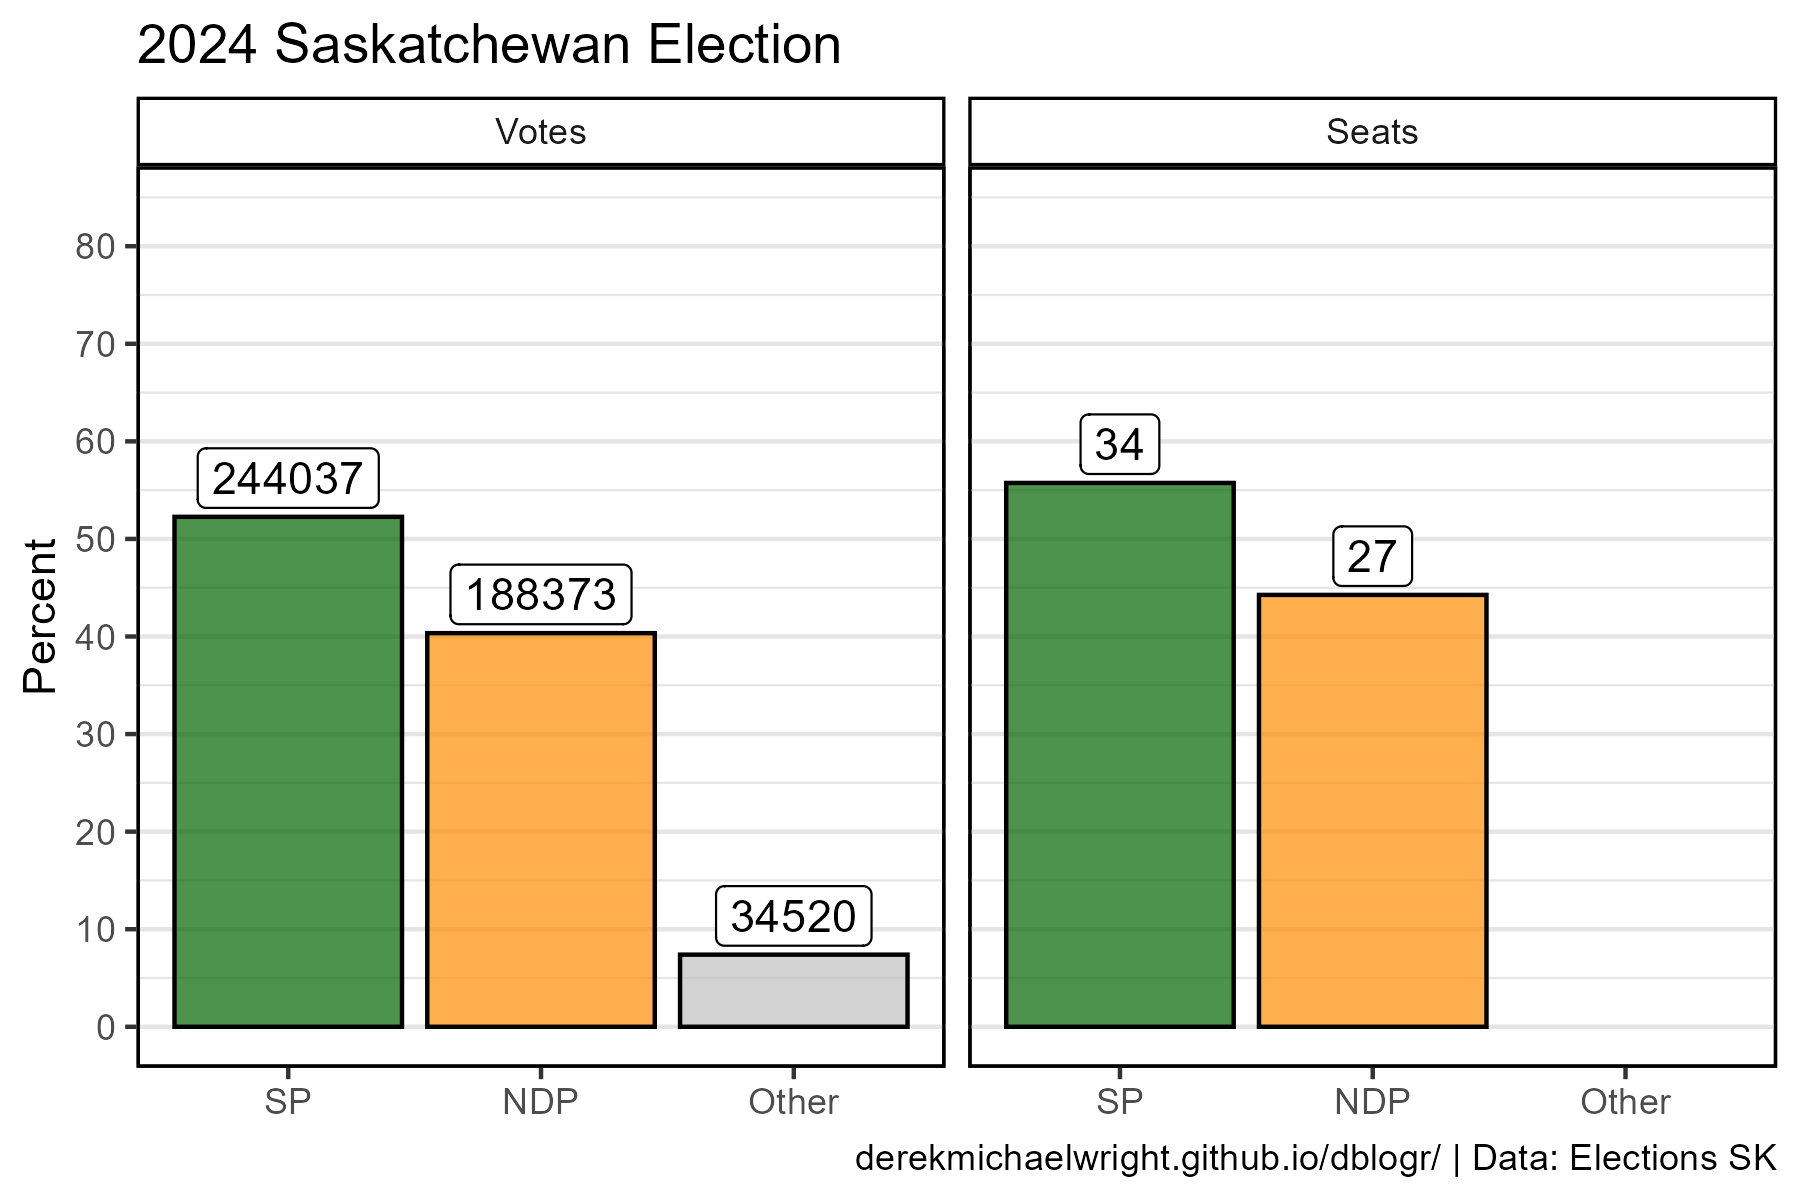 2024 Saskatchewan Election
Votes
Seats
Percent
80
70
60
50
40
30
20
10
0
244037
188373
34520
34
27
SP
NDP
Other
SP
NDP
Other
derekmichaelwright.github.io/dblogr/ | Data: Elections SK